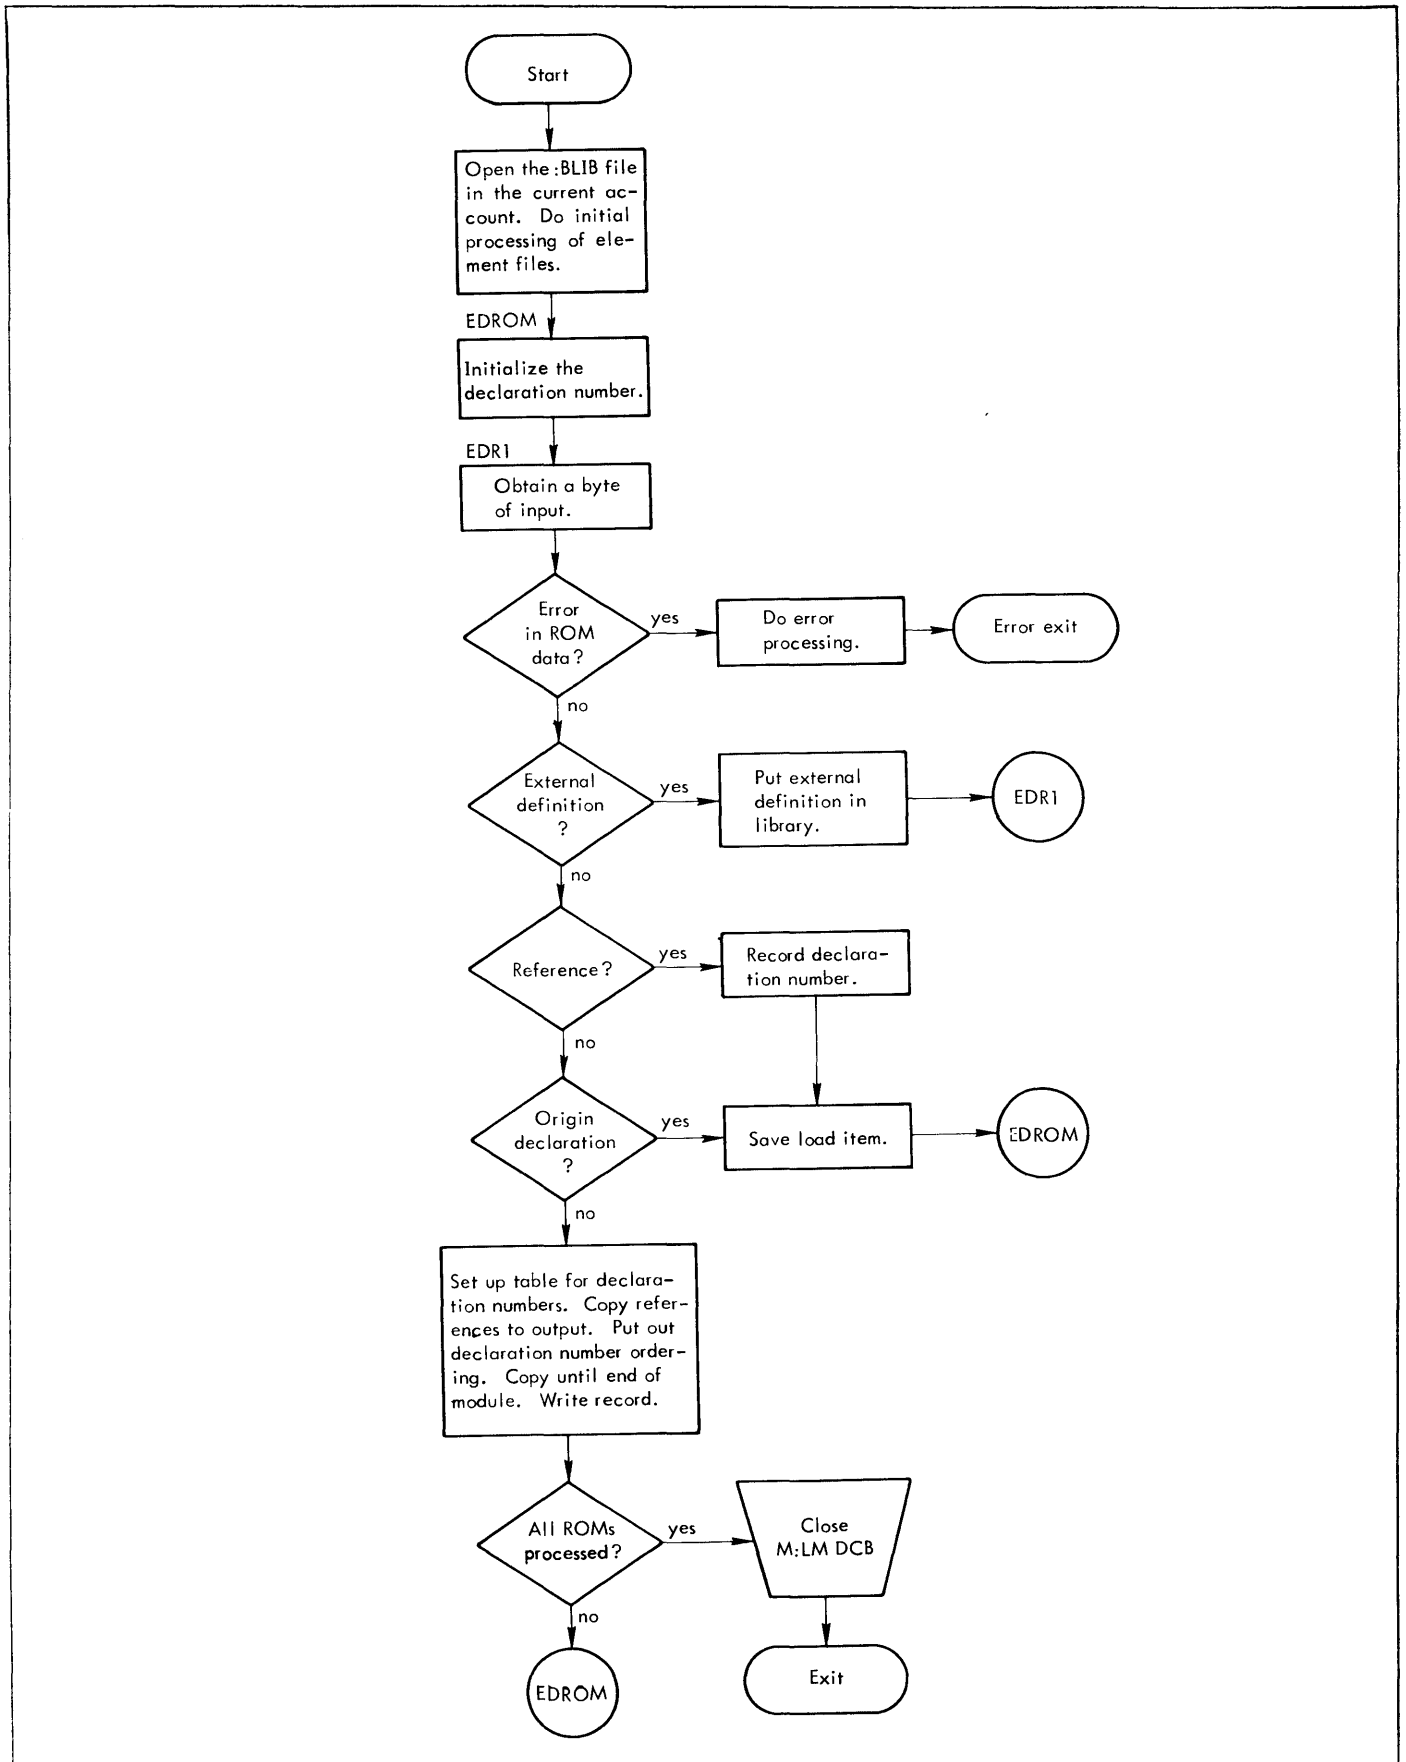 Start
Open the :BLIB file
in the current ac-
count. Do initial
processing of ele-
ment files.
EDROM
Initialize the
declaration number.
EDR1
Obtain a byte
of input.
Error
in ROM
data?
yes
Do error
processing.
Error exit
no
External
definition
?
yes
Put external
definition in
library.
EDR1
no
Reference?
yes
Record declara-
tion number.
no
Origin
declaration
?
yes
Save load item.
EDROM
no
Set up table for declara-
tion numbers. Copy refer-
ences to output. Put out
declaration number order-
ing. Copy until end of
module. Write record.
All ROMs
processed?
yes
Close
M:LM DCB
no
EDROM
Exit